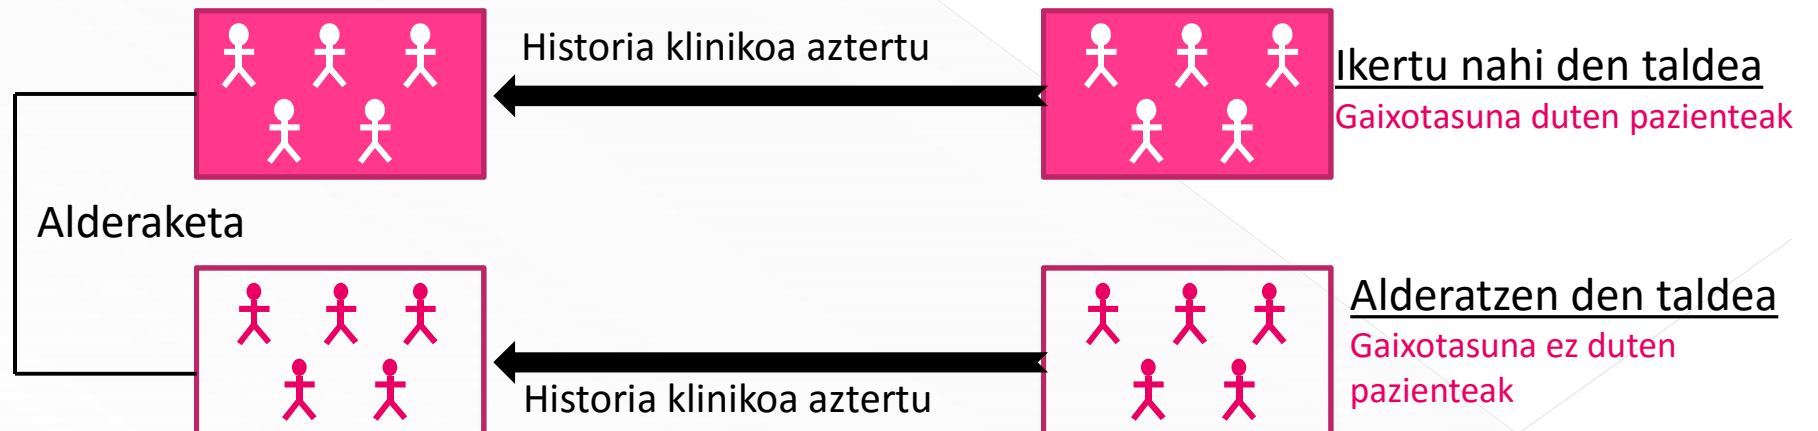 Historia klinikoa aztertu
Ikertu nahi den taldea
Gaixotasuna duten pazienteak
Alderaketa
Alderatzen den taldea
Gaixotasuna ez duten
pazienteak
Historia klinikoa aztertu